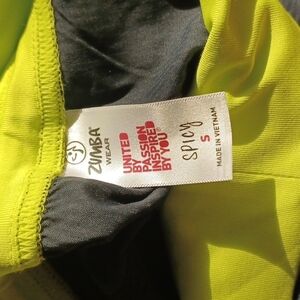 ZUMBA
WEAR
UNITED
BY
PASSION
INSPIRED
BY YOU
SPICY
S
MADE IN VIETNAM